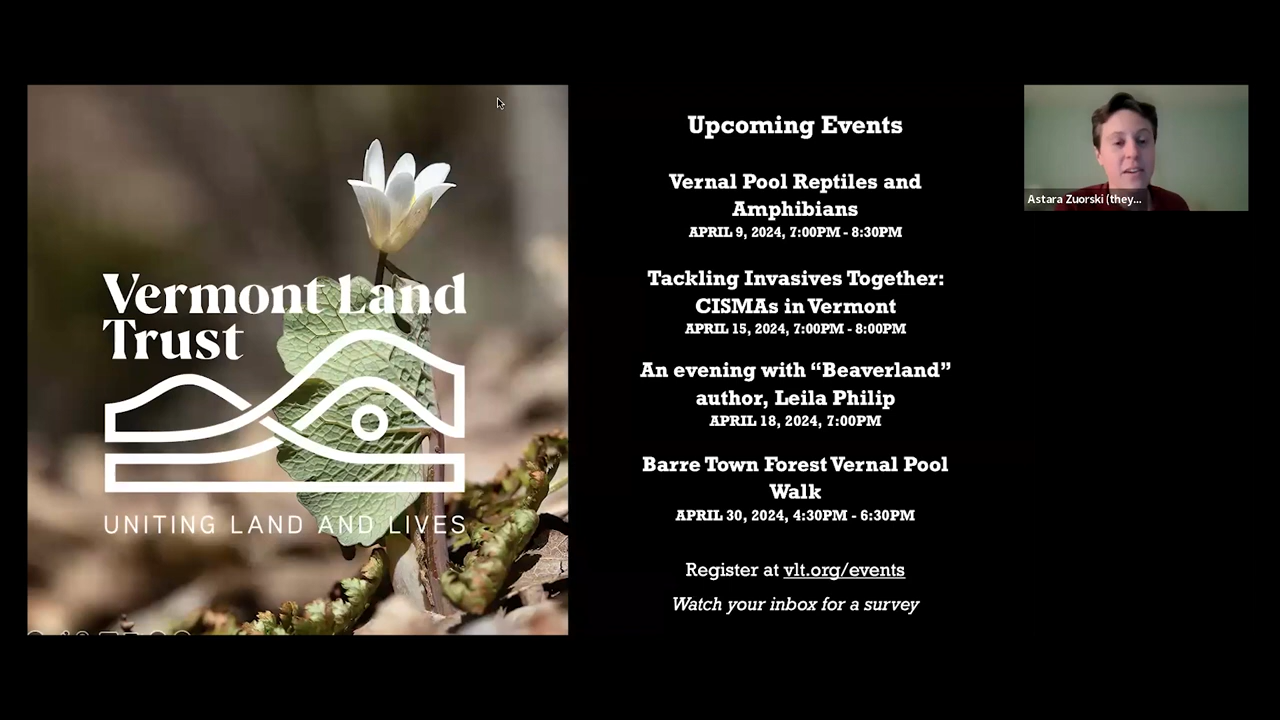 Vermont Land
Trust
UNITING LAND AND LIVES
Upcoming Events
Vernal Pool Reptiles and
Amphibians
APRIL 9, 2024, 7:00PM - 8:30PM
Tackling Invasives Together:
CISMAs in Vermont
APRIL 15, 2024, 7:00PM - 8:00PM
An evening with “Beaverland”
author, Leila Philip
APRIL 18, 2024, 7:00PM
Barre Town Forest Vernal Pool
Walk
APRIL 30, 2024, 4:30PM - 6:30PM
Register at vlt.org/events
Watch your inbox for a survey
Astara Zuorski (they...